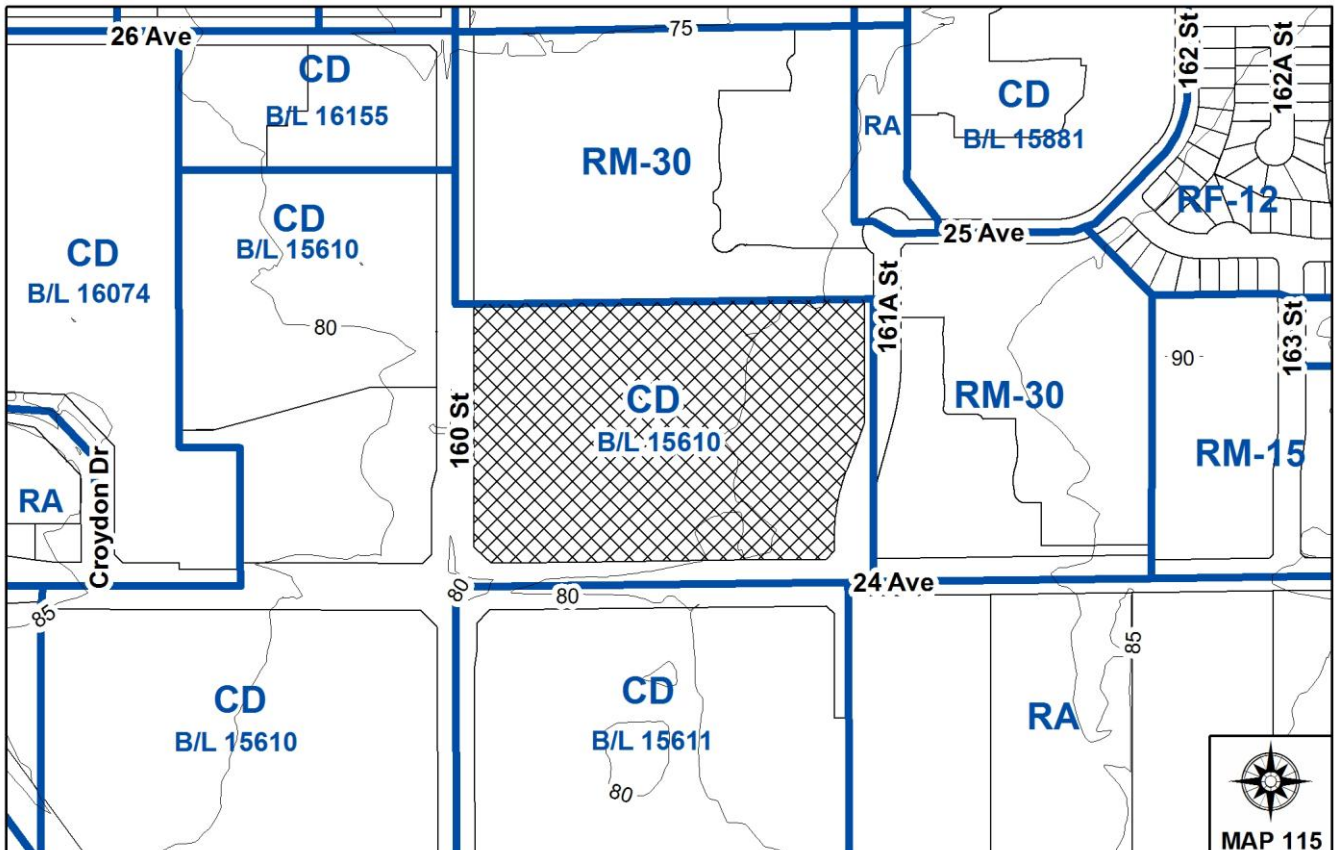 26 Ave
75
162 St
162A St
CD
B/L 16155
CD
B/L 15881
RA
RM-30
RF-12
CD
B/L 15610
25 Ave
CD
B/L 16074
161A St
80
163 St
90
CD
B/L 15610
RM-30
160 St
RM-15
RA
Croydon Dr
24 Ave
80
80
85
85
CD
B/L 15610
CD
B/L 15611
RA
80
MAP 115